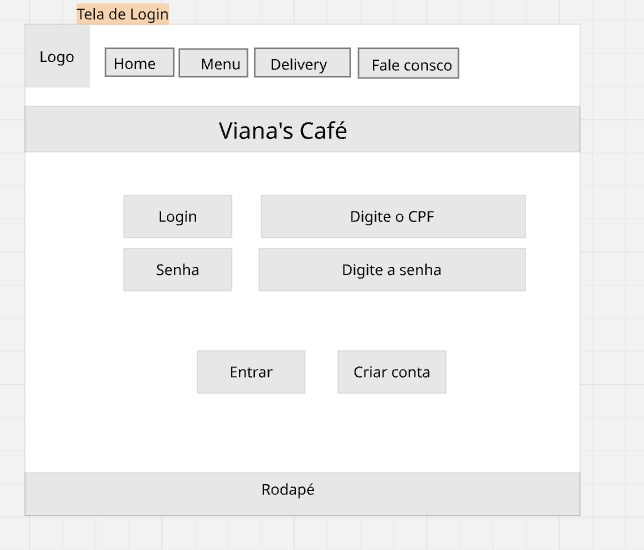 Tela de Login
Logo
Home
Menu
Delivery
Fale consco
Viana's Café
Login
Digite o CPF
Senha
Digite a senha
Entrar
Criar conta
Rodapé